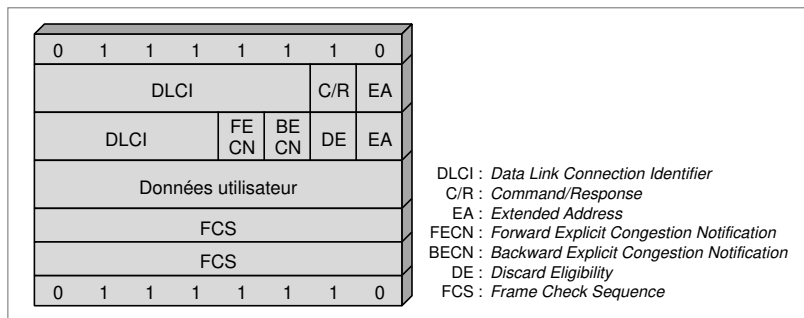 0 1 1 1 1 1 1 0
DLCI C/R EA
DLCI FE CN BE CN DE EA
Données utilisateur
FCS
FCS
0 1 1 1 1 1 1 0
DLCI : Data Link Connection Identifier
C/R : Command/Response
EA : Extended Address
FECN : Forward Explicit Congestion Notification
BECN : Backward Explicit Congestion Notification
DE : Discard Eligibility
FCS : Frame Check Sequence